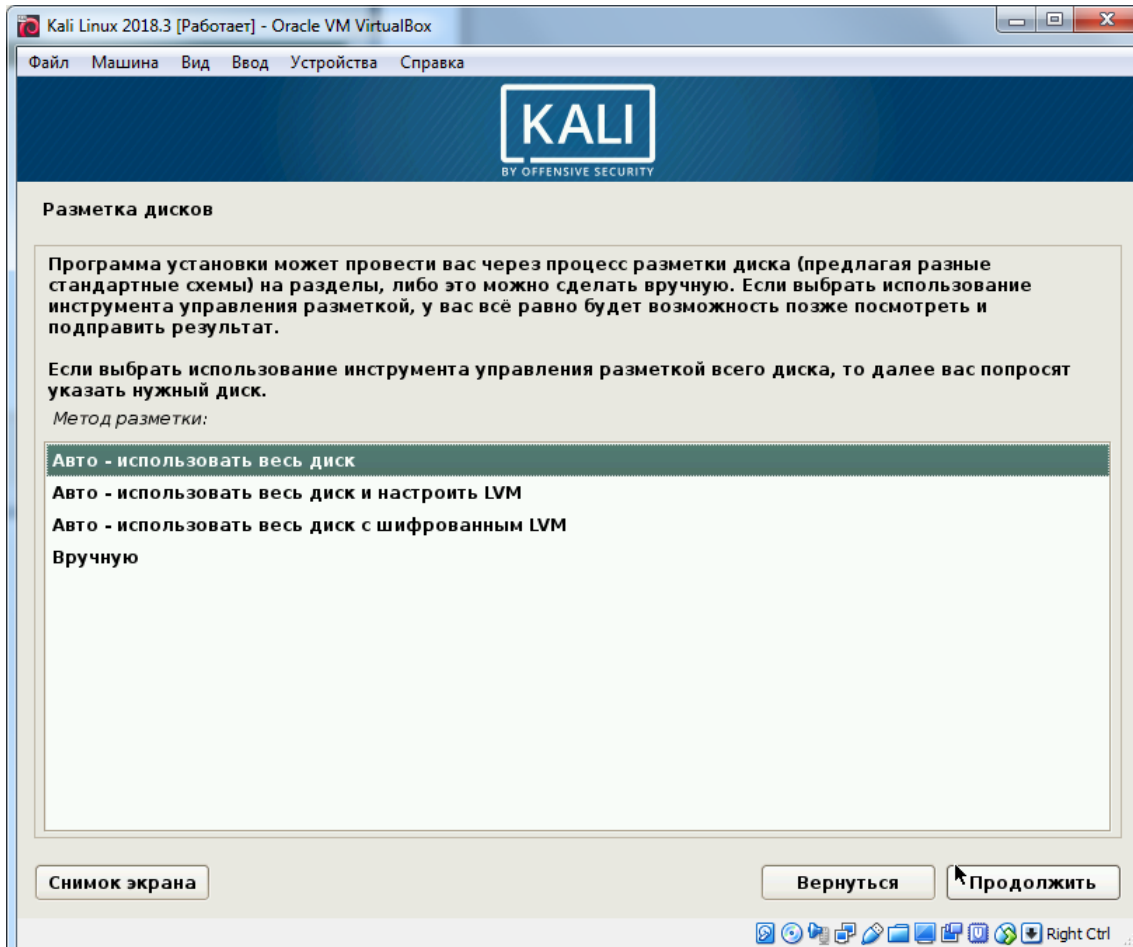 Kali Linux 2018.3 [Работает] - Oracle VM VirtualBox
Файл Машина Вид Ввод Устройства Справка
KALI
BY OFFENSIVE SECURITY
Разметка дисков
Программа установки может провести вас через процесс разметки диска (предлагая разные
стандартные схемы) на разделы, либо это можно сделать вручную. Если выбрать использование
инструмента управления разметкой, у вас всё равно будет возможность позже посмотреть и
подправить результат.
Если выбрать использование инструмента управления разметкой всего диска, то далее вас попросят
указать нужный диск.
Метод разметки:
Авто - использовать весь диск
Авто - использовать весь диск и настроить LVM
Авто - использовать весь диск с шифрованным LVM
Вручную
Снимок экрана Вернуться Продолжить
Right Ctrl